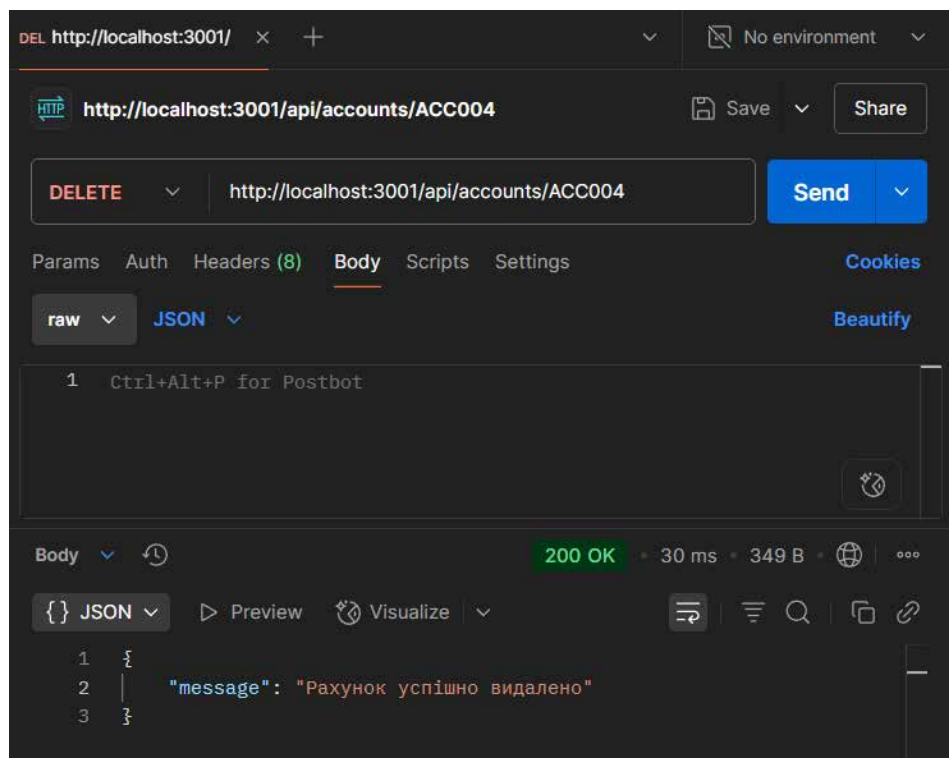 DEL http://localhost:3001/ No environment
HTTP http://localhost:3001/api/accounts/ACC004 Save Share
DELETE http://localhost:3001/api/accounts/ACC004 Send
Params Auth Headers (8) Body Scripts Settings Cookies
raw JSON Beautify
1 Ctrl+Alt+P for Postbot
Body 200 OK 30 ms 349 B
{} JSON Preview Visualize
1 {
2 "message": "Рахунок успішно видалено"
3 }